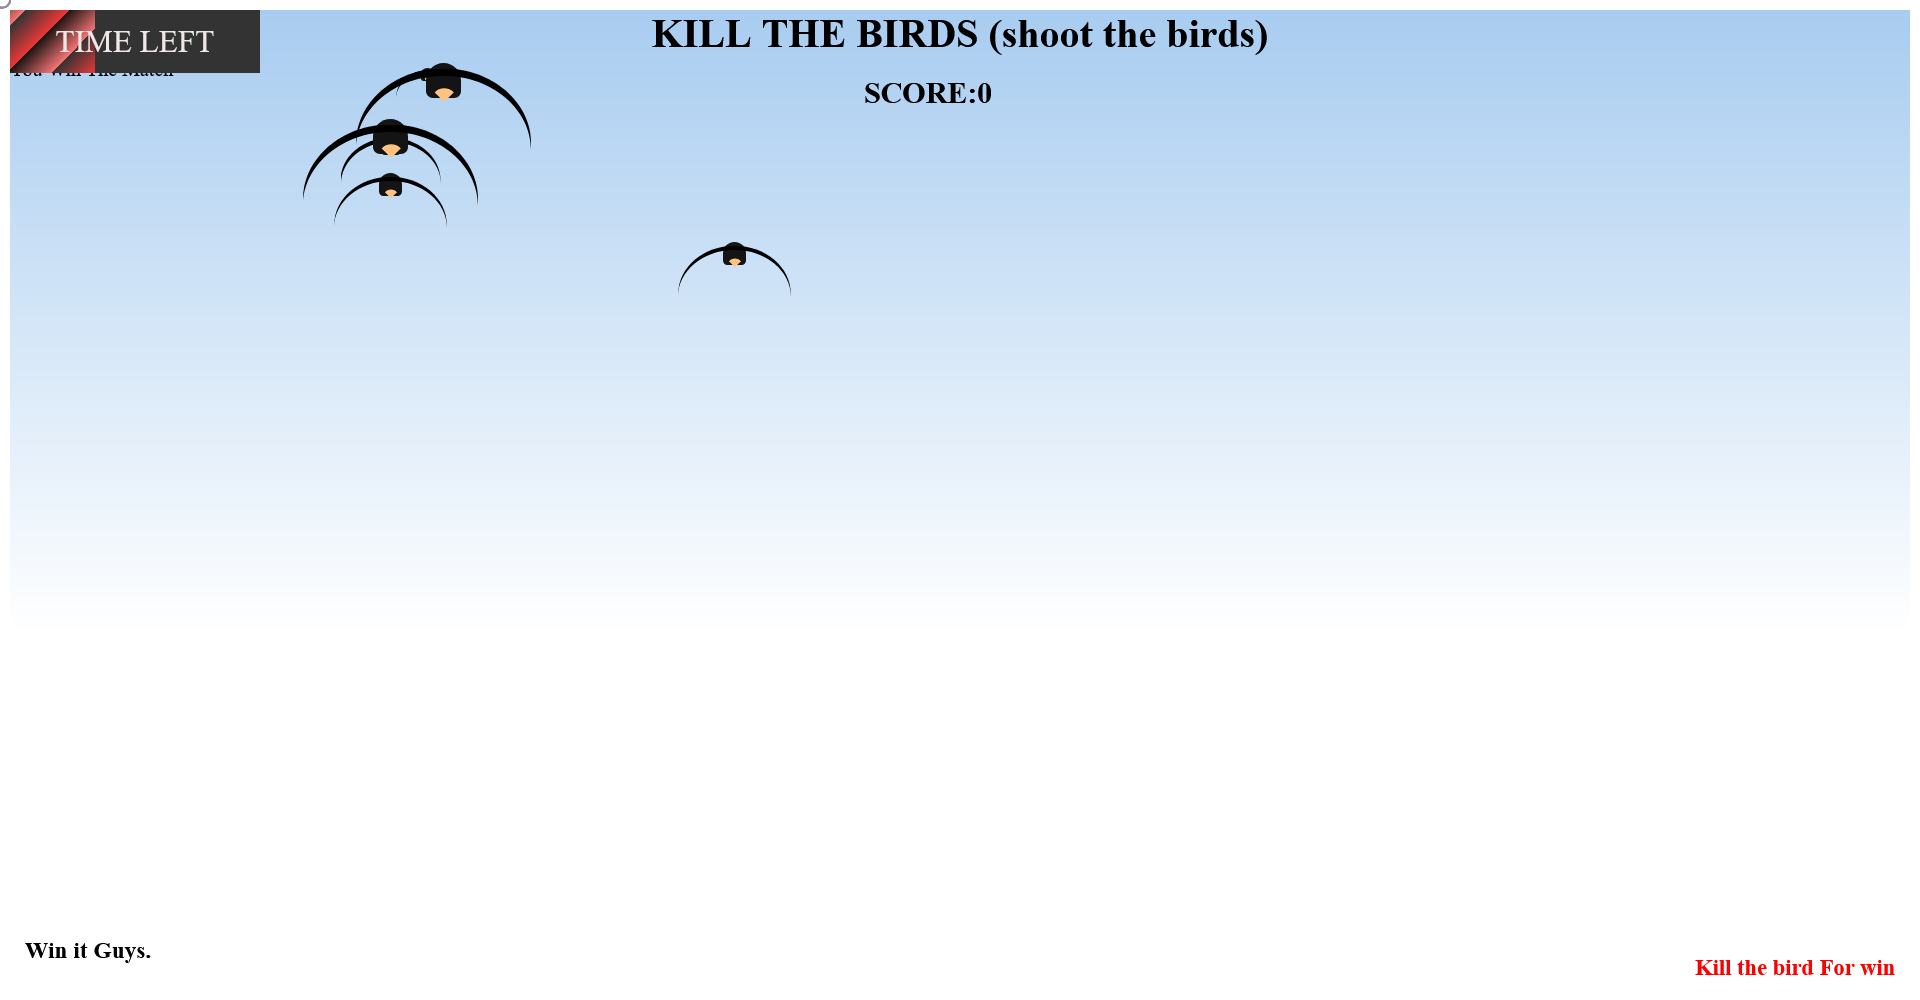 KILL THE BIRDS (shoot the birds)
TIME LEFT
You Win The Match
SCORE:0
Win it Guys.
Kill the bird For win